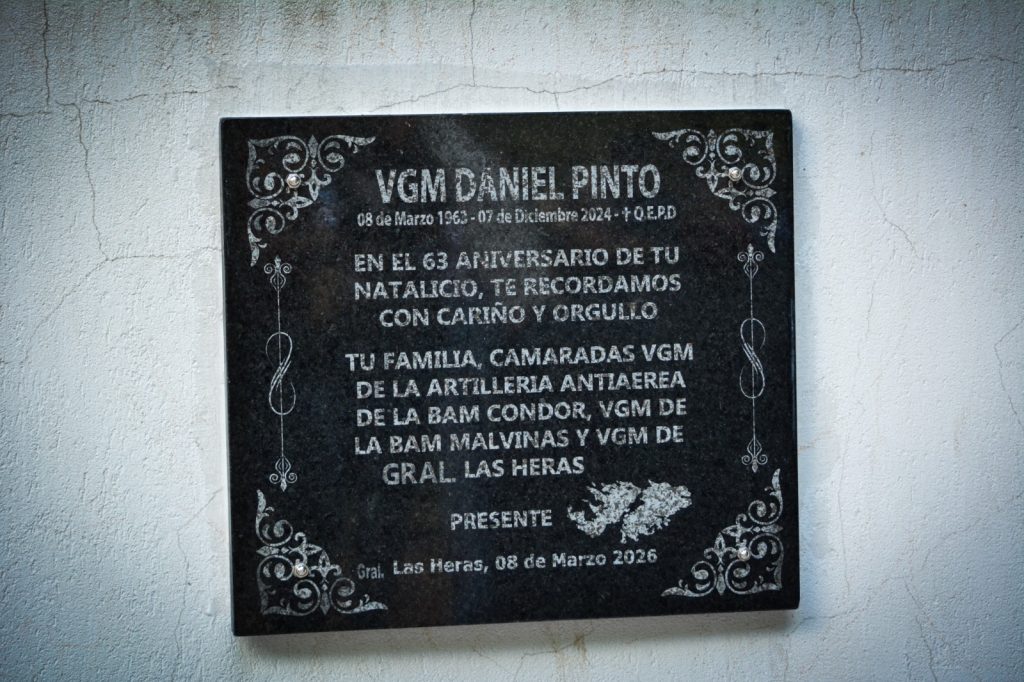 VGM DANIEL PINTO
08 de Marzo 1963 - 07 de Diciembre 2024 - ✝ Q.E.P.D
EN EL 63 ANIVERSARIO DE TU
NATALICIO, TE RECORDAMOS
CON CARIÑO Y ORGULLO
TU FAMILIA, CAMARADAS VGM
DE LA ARTILLERIA ANTIAEREA
DE LA BAM CONDOR, VGM DE
LA BAM MALVINAS Y VGM DE
GRAL. LAS HERAS
PRESENTE
Gral. Las Heras, 08 de Marzo 2026